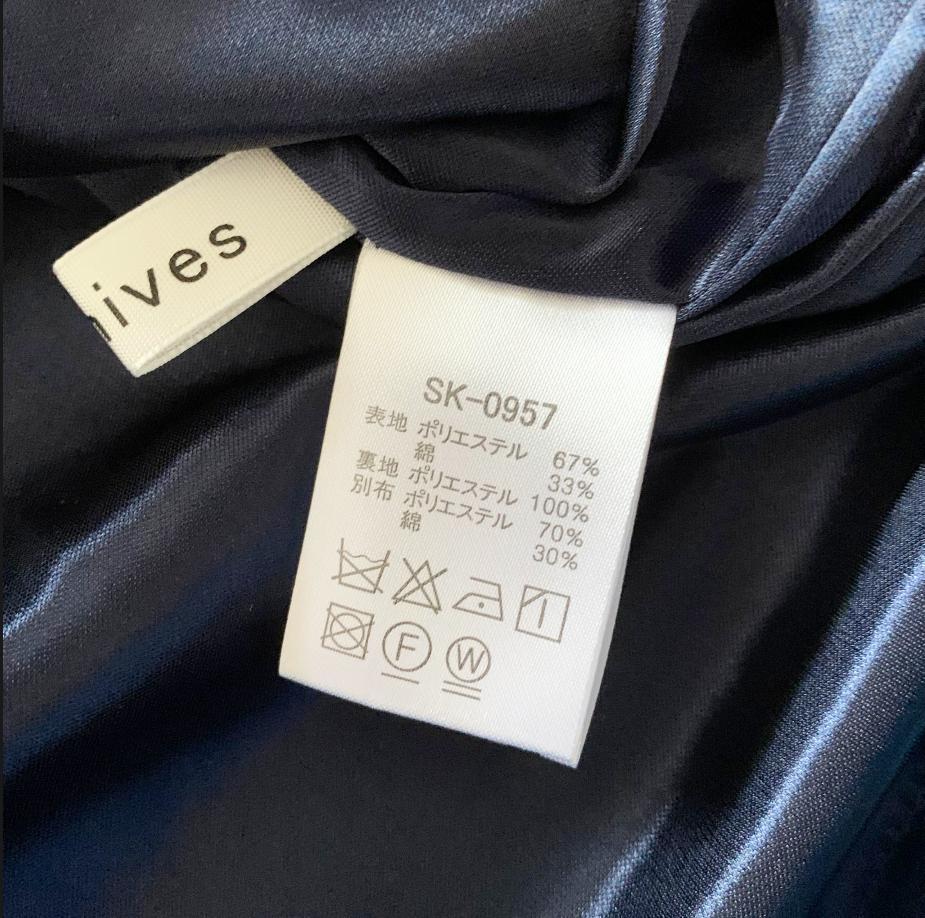 ives
SK-0957
表地 ポリエステル 67%
綿 33%
裏地 ポリエステル 100%
別布 ポリエステル 70%
綿 30%
F W